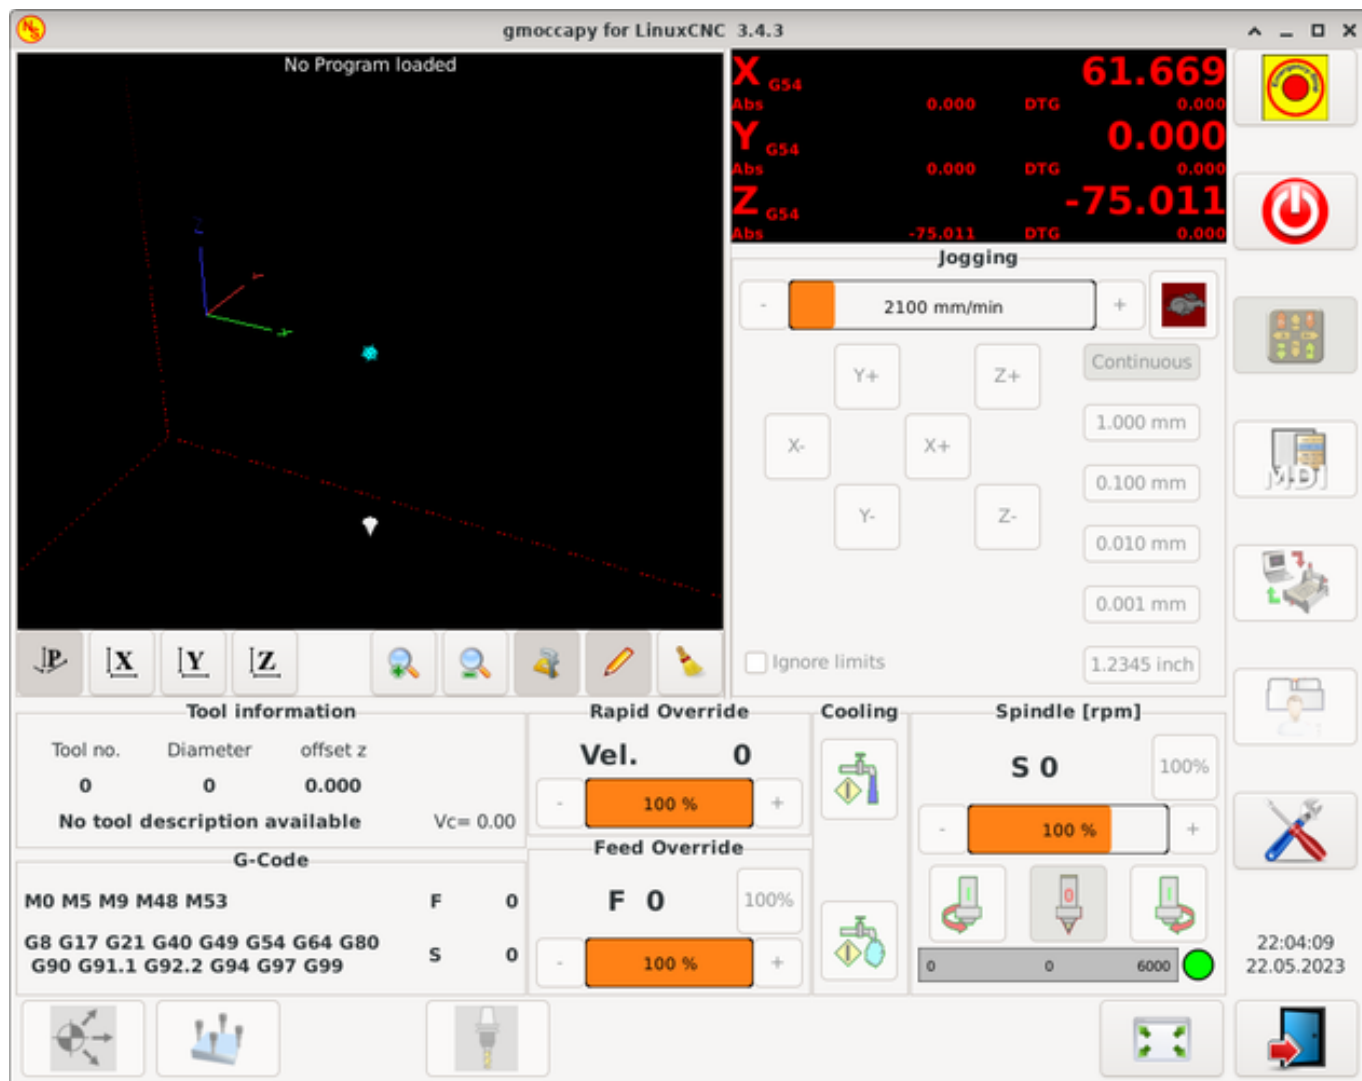 gmoccapy for LinuxCNC 3.4.3
No Program loaded
X G54 61.669
Abs 0.000 DTG 0.000
Y G54 0.000
Abs 0.000 DTG 0.000
Z G54 -75.011
Abs -75.011 DTG 0.000
Jogging
- 2100 mm/min +
Y+ Z+ Continuous
1.000 mm
X- X+
0.100 mm
Y- Z-
0.010 mm
0.001 mm
Ignore limits 1.2345 inch
MDI
P X Y Z
Tool information
Tool no. Diameter offset z
0 0 0.000
No tool description available Vc= 0.00
G-Code
M0 M5 M9 M48 M53 F 0
G8 G17 G21 G40 G49 G54 G64 G80
G90 G91.1 G92.2 G94 G97 G99
S 0
Rapid Override
Vel. 0
- 100 % +
Feed Override
F 0 100%
- 100 % +
Cooling
Spindle [rpm]
S 0 100%
- 100 % +
I 0 I
0 0 6000
22:04:09
22.05.2023